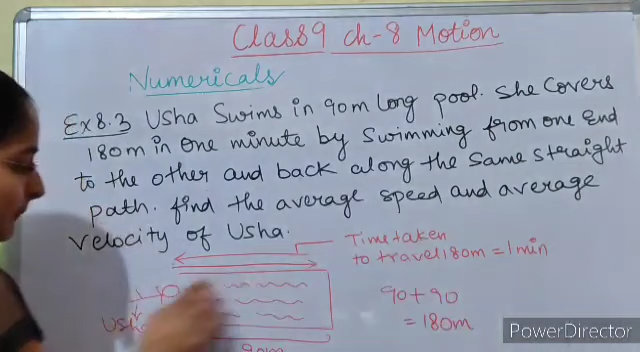 Class9 ch-8 Motion
Numericals
Ex8.3 Usha Swims in 90m long pool. She Covers
180m in one minute by Swimming from one End
to the other and back along the Same straight
path. find the average speed and average
velocity of Usha.
Time taken
to travel 180m = 1 min
90+90
= 180m
90m
PowerDirector